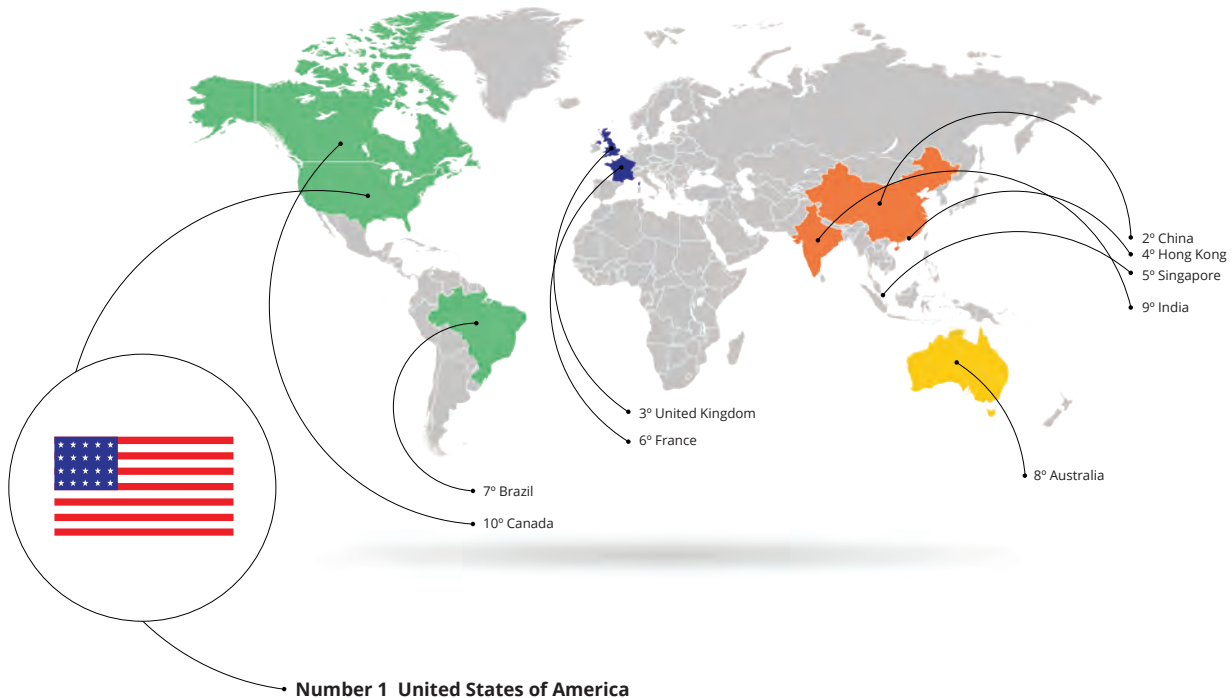 2º China
4º Hong Kong
5º Singapore
9º India
3º United Kingdom
6º France
8º Australia
7º Brazil
10º Canada
Number 1 United States of America